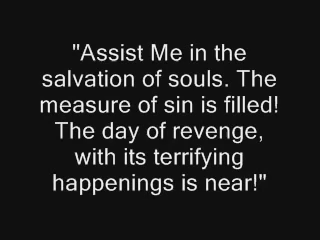 "Assist Me in the
salvation of souls. The
measure of sin is filled!
The day of revenge,
with its terrifying
happenings is near!"